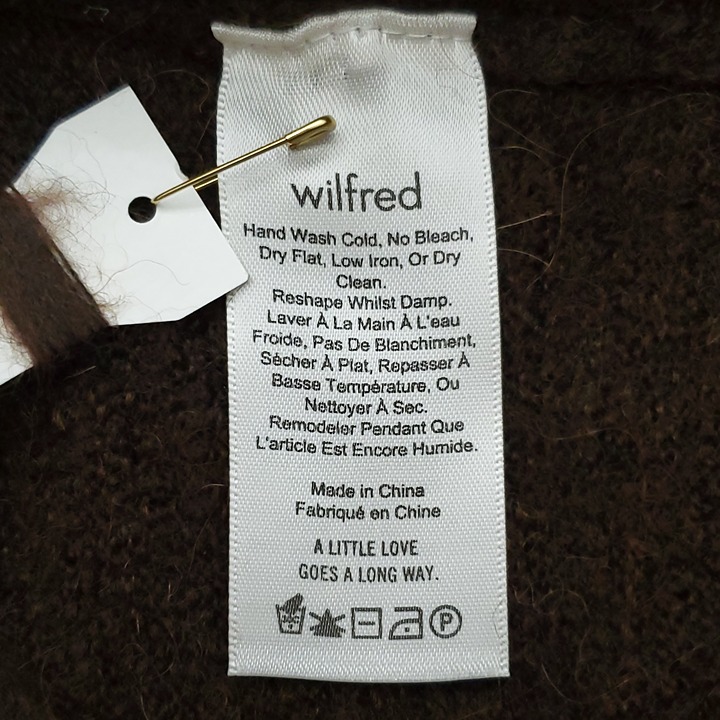 wilfred
Hand Wash Cold, No Bleach,
Dry Flat, Low Iron, Or Dry
Clean.
Reshape Whilst Damp.
Laver À La Main À L'eau
Froide, Pas De Blanchiment,
Sécher À Plat, Repasser À
Basse Température, Ou
Nettoyer À Sec.
Remodeler Pendant Que
L'article Est Encore Humide.
Made in China
Fabriqué en Chine
A LITTLE LOVE
GOES A LONG WAY.
P